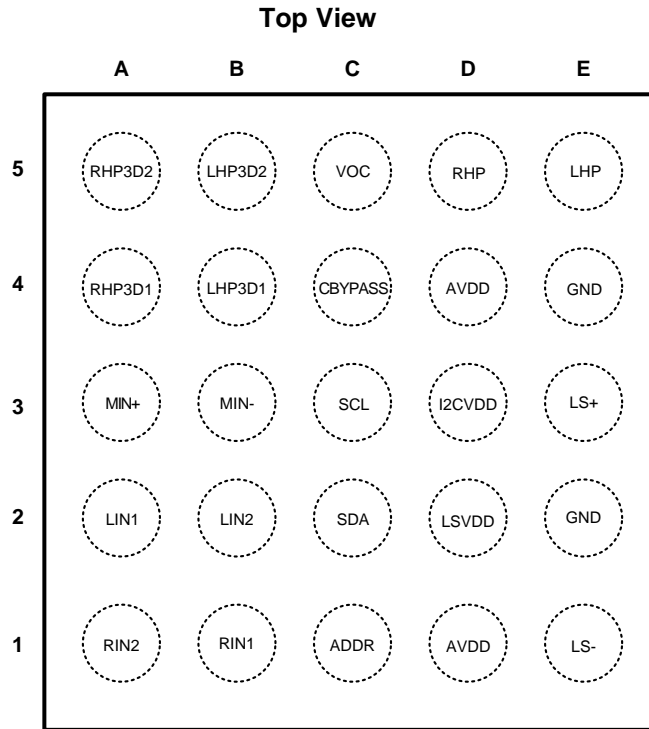 Top View
A B C D E
5 RHP3D2 LHP3D2 VOC RHP LHP
4 RHP3D1 LHP3D1 CBYPASS AVDD GND
3 MIN+ MIN- SCL I2CVDD LS+
2 LIN1 LIN2 SDA LSVDD GND
1 RIN2 RIN1 ADDR AVDD LS-